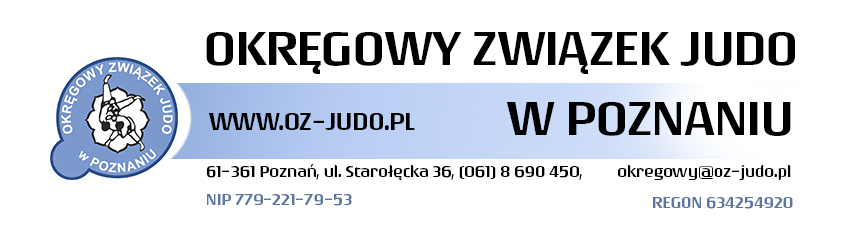 OKRĘGOWY ZWIĄZEK JUDO
W POZNANIU
OKRĘGOWY ZWIĄZEK JUDO
WWW.OZ-JUDO.PL
W POZNANIU
61-361 Poznań, ul. Starołęcka 36, (061) 8 690 450, okregowy@oz-judo.pl
NIP 779-221-79-53
REGON 634254920